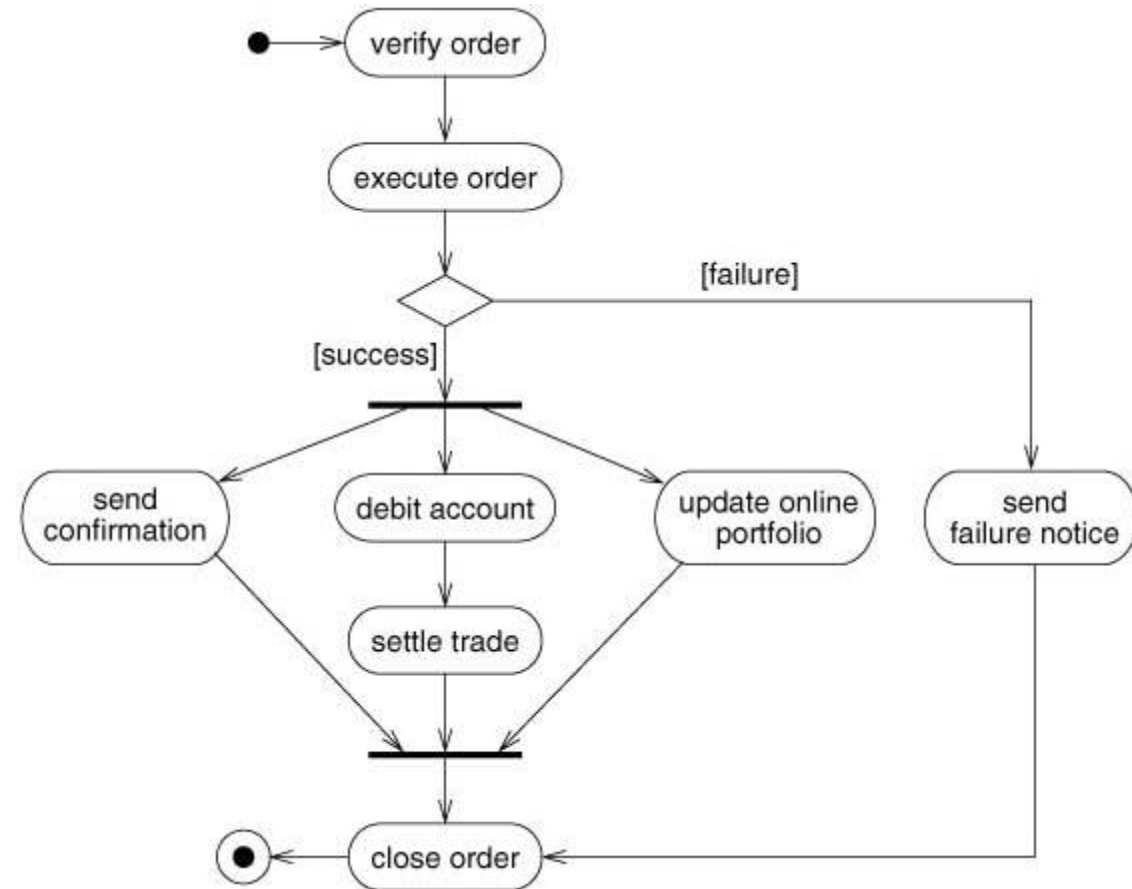 verify order
execute order
[failure]
[success]
send
confirmation
debit account
update online
portfolio
send
failure notice
settle trade
close order